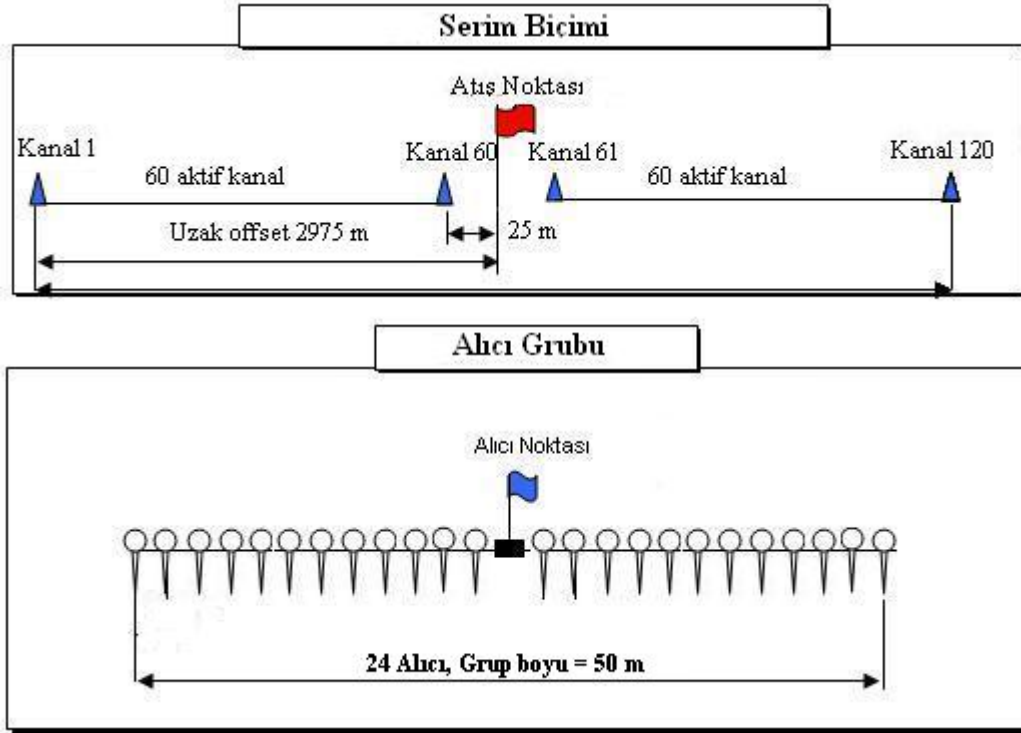 Serim Biçimi
Atış Noktası
Kanal 1
Kanal 60
Kanal 61
Kanal 120
60 aktif kanal
60 aktif kanal
Uzak offset 2975 m
25 m
Alıcı Grubu
Alıcı Noktası
24 Alıcı, Grup boyu = 50 m